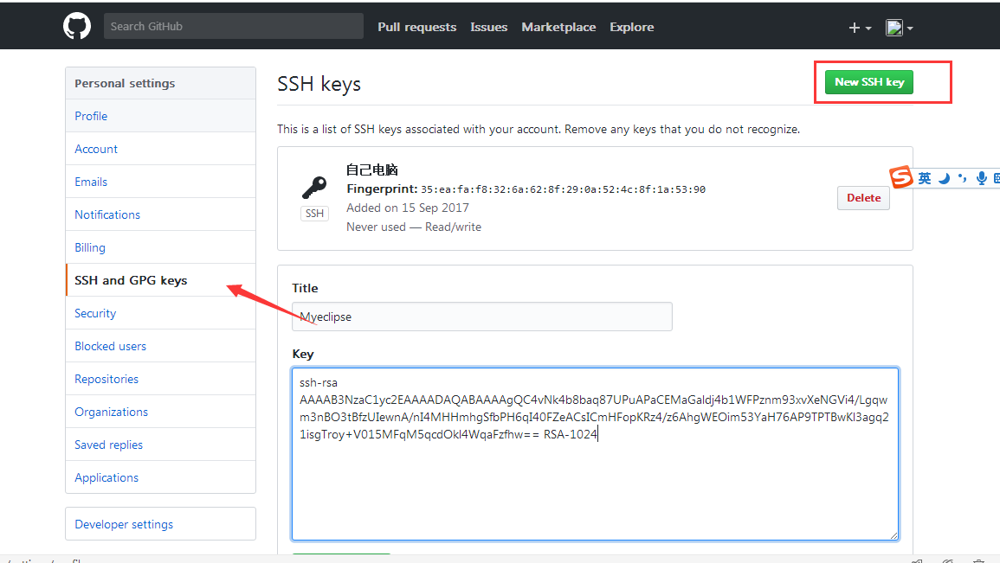 Search GitHub Pull requests Issues Marketplace Explore
Personal settings
Profile
Account
Emails
Notifications
Billing
SSH and GPG keys
Security
Blocked users
Repositories
Organizations
Saved replies
Applications
Developer settings
SSH keys
New SSH key
This is a list of SSH keys associated with your account. Remove any keys that you do not recognize.
自己电脑
Fingerprint: 35:ea:fa:f8:32:6a:62:8f:29:0a:52:4c:8f:1a:53:90
SSH
Added on 15 Sep 2017
Never used — Read/write
Delete
英
Title
Myeclipse
Key
ssh-rsa
AAAAB3NzaC1yc2EAAAADAQABAAAAgQC4vNk4b8baq87UPuAPaCEMaGaldj4b1WFPznm93xvXeNGVi4/Lgqw
m3nBO3tBfzUIewnA/nI4MHHmhgSfbPH6qI40FZeACsICmHFopKRz4/z6AhgWEOim53YaH76AP9TPTBwKl3agq2
1isgTroy+V015MFqM5qcdOkl4WqaFzfhw== RSA-1024